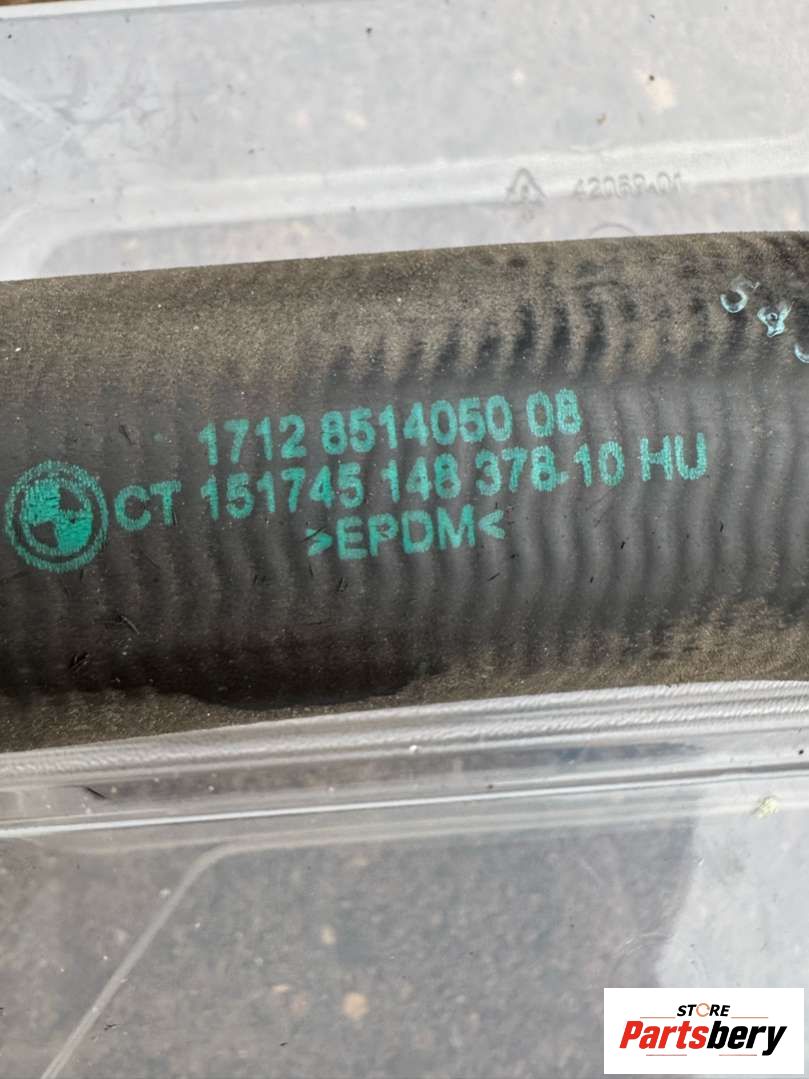 42069-01
1712 8514050 08
CT 151745 148 378-10 HU
>EPDM<
STORE
Partsbery